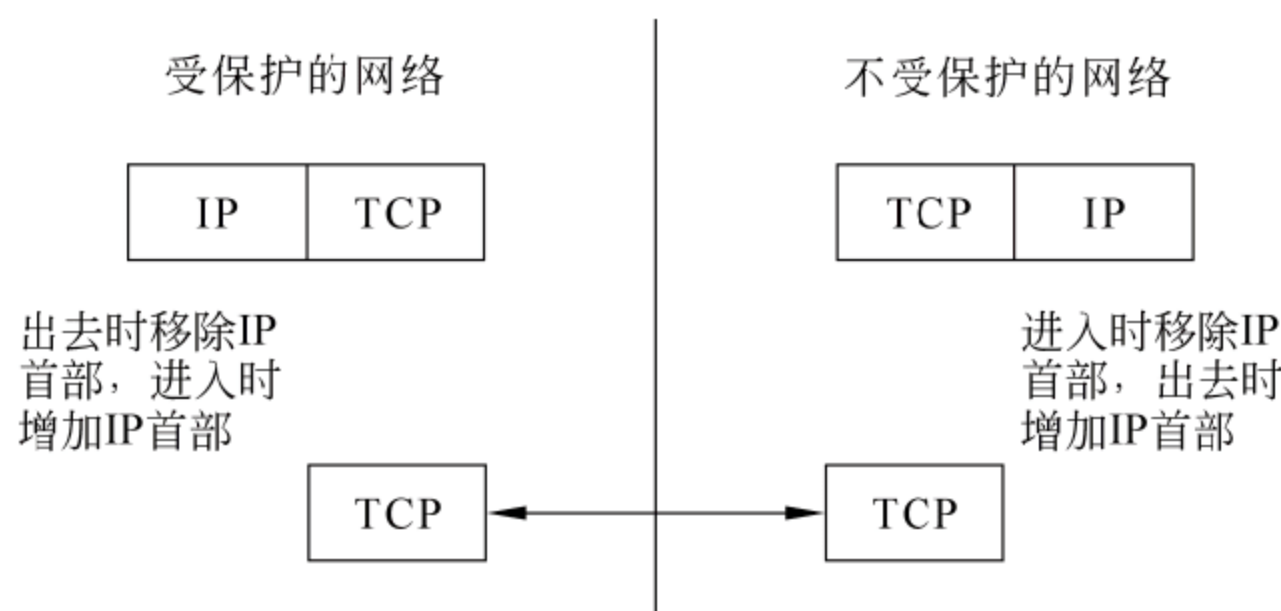 受保护的网络
不受保护的网络
IP
TCP
TCP
IP
出去时移除IP
首部，进入时
增加IP首部
进入时移除IP
首部，出去时
增加IP首部
TCP
TCP